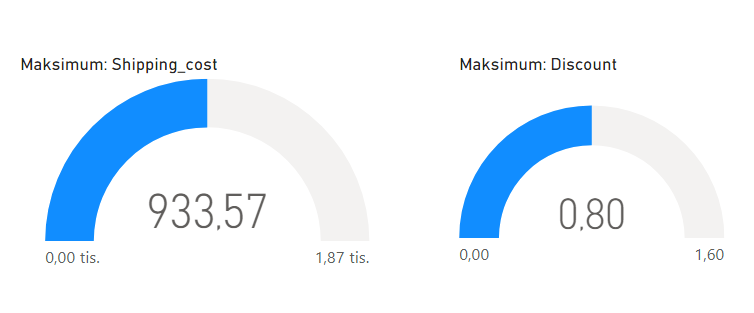 Maksimum: Shipping_cost
933,57
0,00 tis.
1,87 tis.
Maksimum: Discount
0,80
0,00
1,60